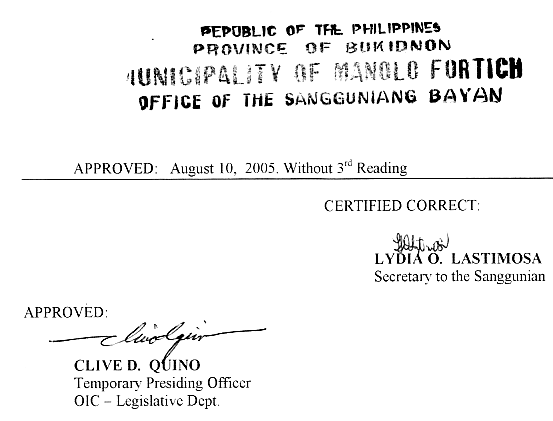 REPUBLIC OF THE PHILIPPINES
PROVINCE OF BUKIDNON
MUNICIPALITY OF MANOLO FORTICH
OFFICE OF THE SANGGUNIANG BAYAN
APPROVED: August 10, 2005. Without 3rd Reading
CERTIFIED CORRECT:
LYDIA O. LASTIMOSA
Secretary to the Sanggunian
APPROVED:
CLIVE D. QUINO
Temporary Presiding Officer
OIC – Legislative Dept.